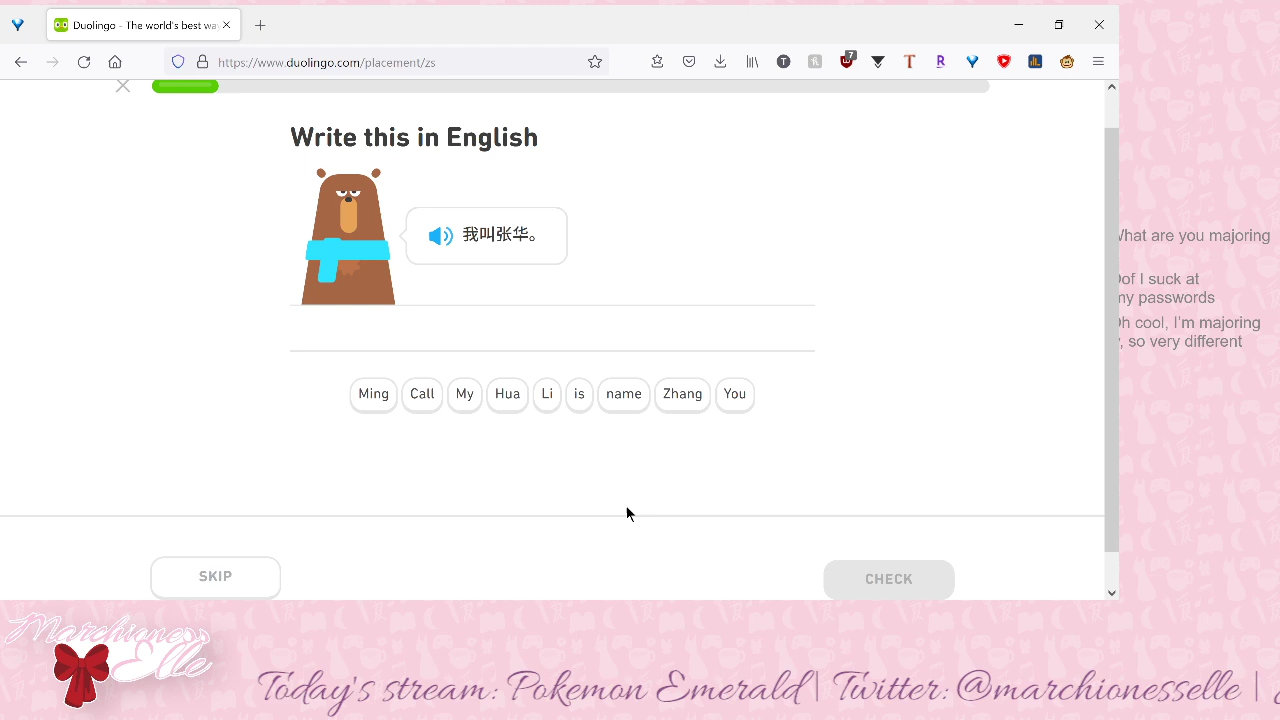 Duolingo - The world's best wa
https://www.duolingo.com/placement/zs
7
T
T
R
Write this in English
我叫张华。
What are you majoring
Oof I suck at
my passwords
Oh cool, I'm majoring
, so very different
Ming Call My Hua Li is name Zhang You
SKIP
CHECK
Marchioness
Elle
Today's stream: Pokemon Emerald | Twitter: @marchionesselle |